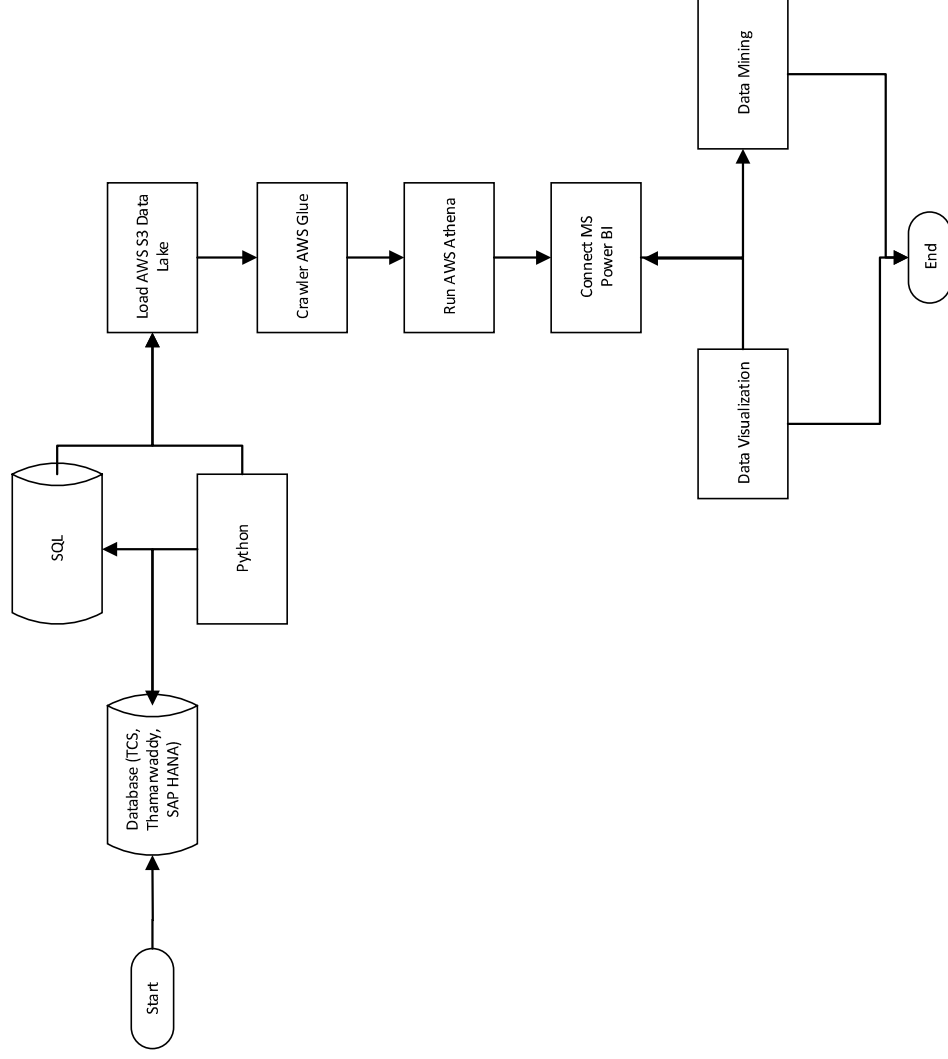 Start
Database (TCS,
Thamarwaddy,
SAP HANA)
SQL
Python
Load AWS S3 Data
Lake
Crawler AWS Glue
Run AWS Athena
Connect MS
Power BI
Data Visualization
Data Mining
End